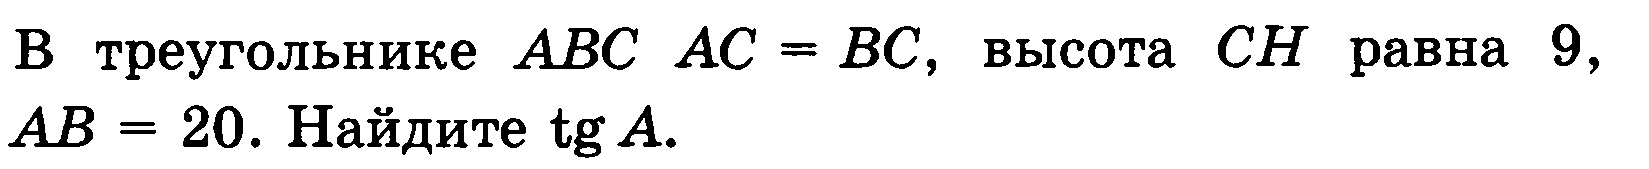 В треугольнике ABC AC = BC, высота CH равна 9,
AB = 20. Найдите tg A.